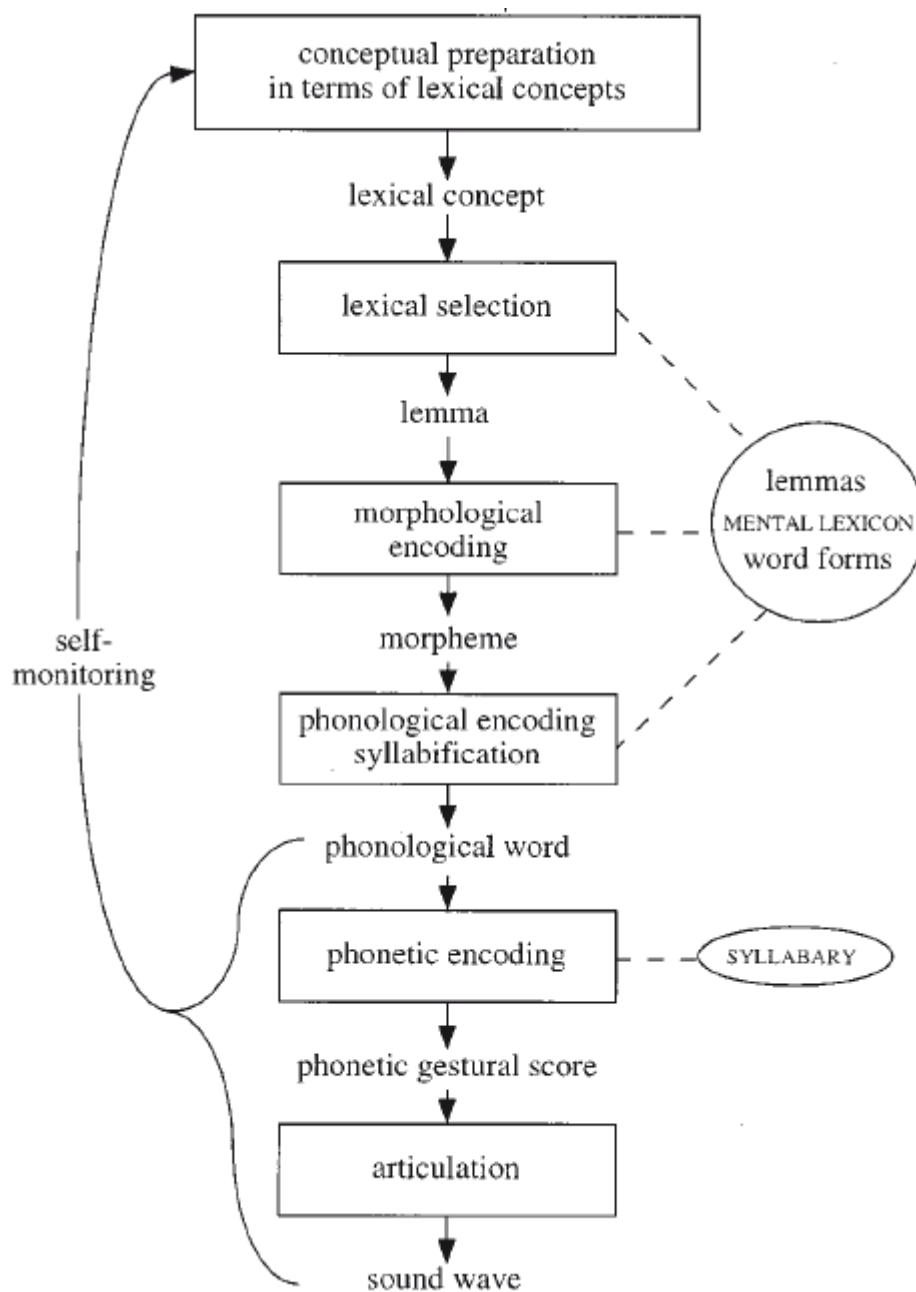 conceptual preparation
in terms of lexical concepts
lexical concept
lexical selection
lemma
lemmas
MENTAL LEXICON
word forms
morphological
encoding
morpheme
self-
monitoring
phonological encoding
syllabification
phonological word
phonetic encoding
SYLLABARY
phonetic gestural score
articulation
sound wave